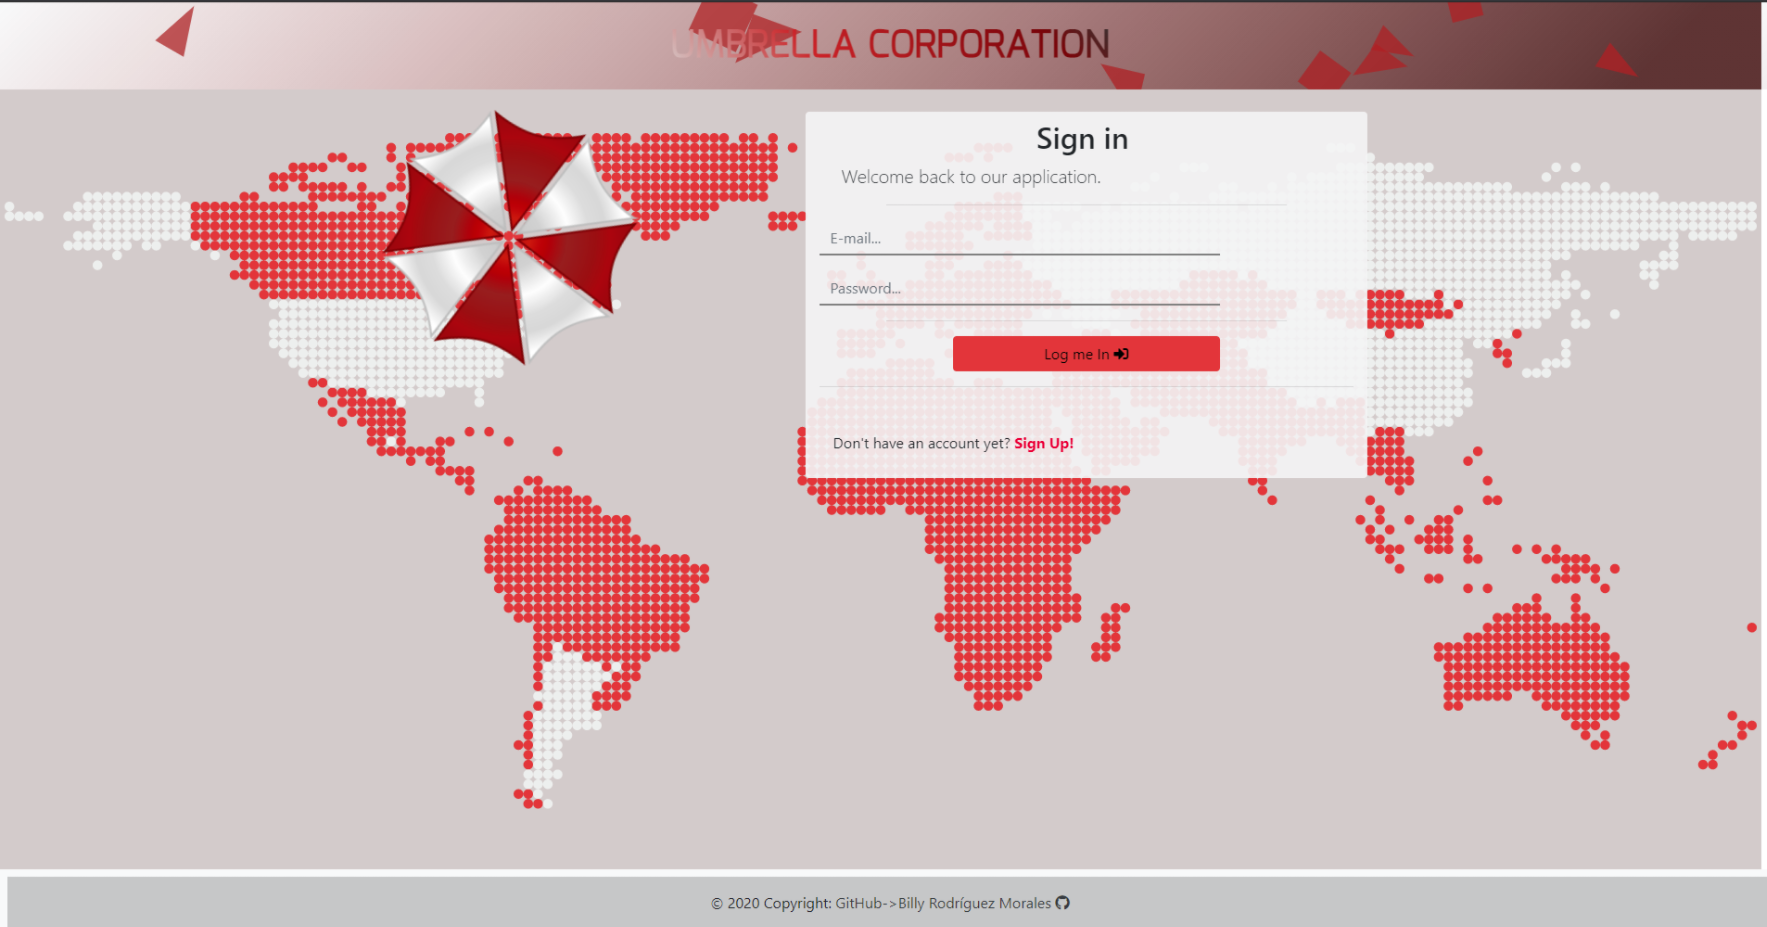 UMBRELLA CORPORATION
Sign in
Welcome back to our application.
E-mail...
Password...
Log me In
Don't have an account yet? Sign Up!
© 2020 Copyright: GitHub->Billy Rodríguez Morales